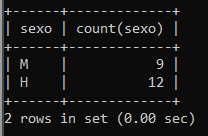 +------+-------------+
| sexo | count(sexo) |
+------+-------------+
| M    |           9 |
| H    |          12 |
+------+-------------+
2 rows in set (0.00 sec)